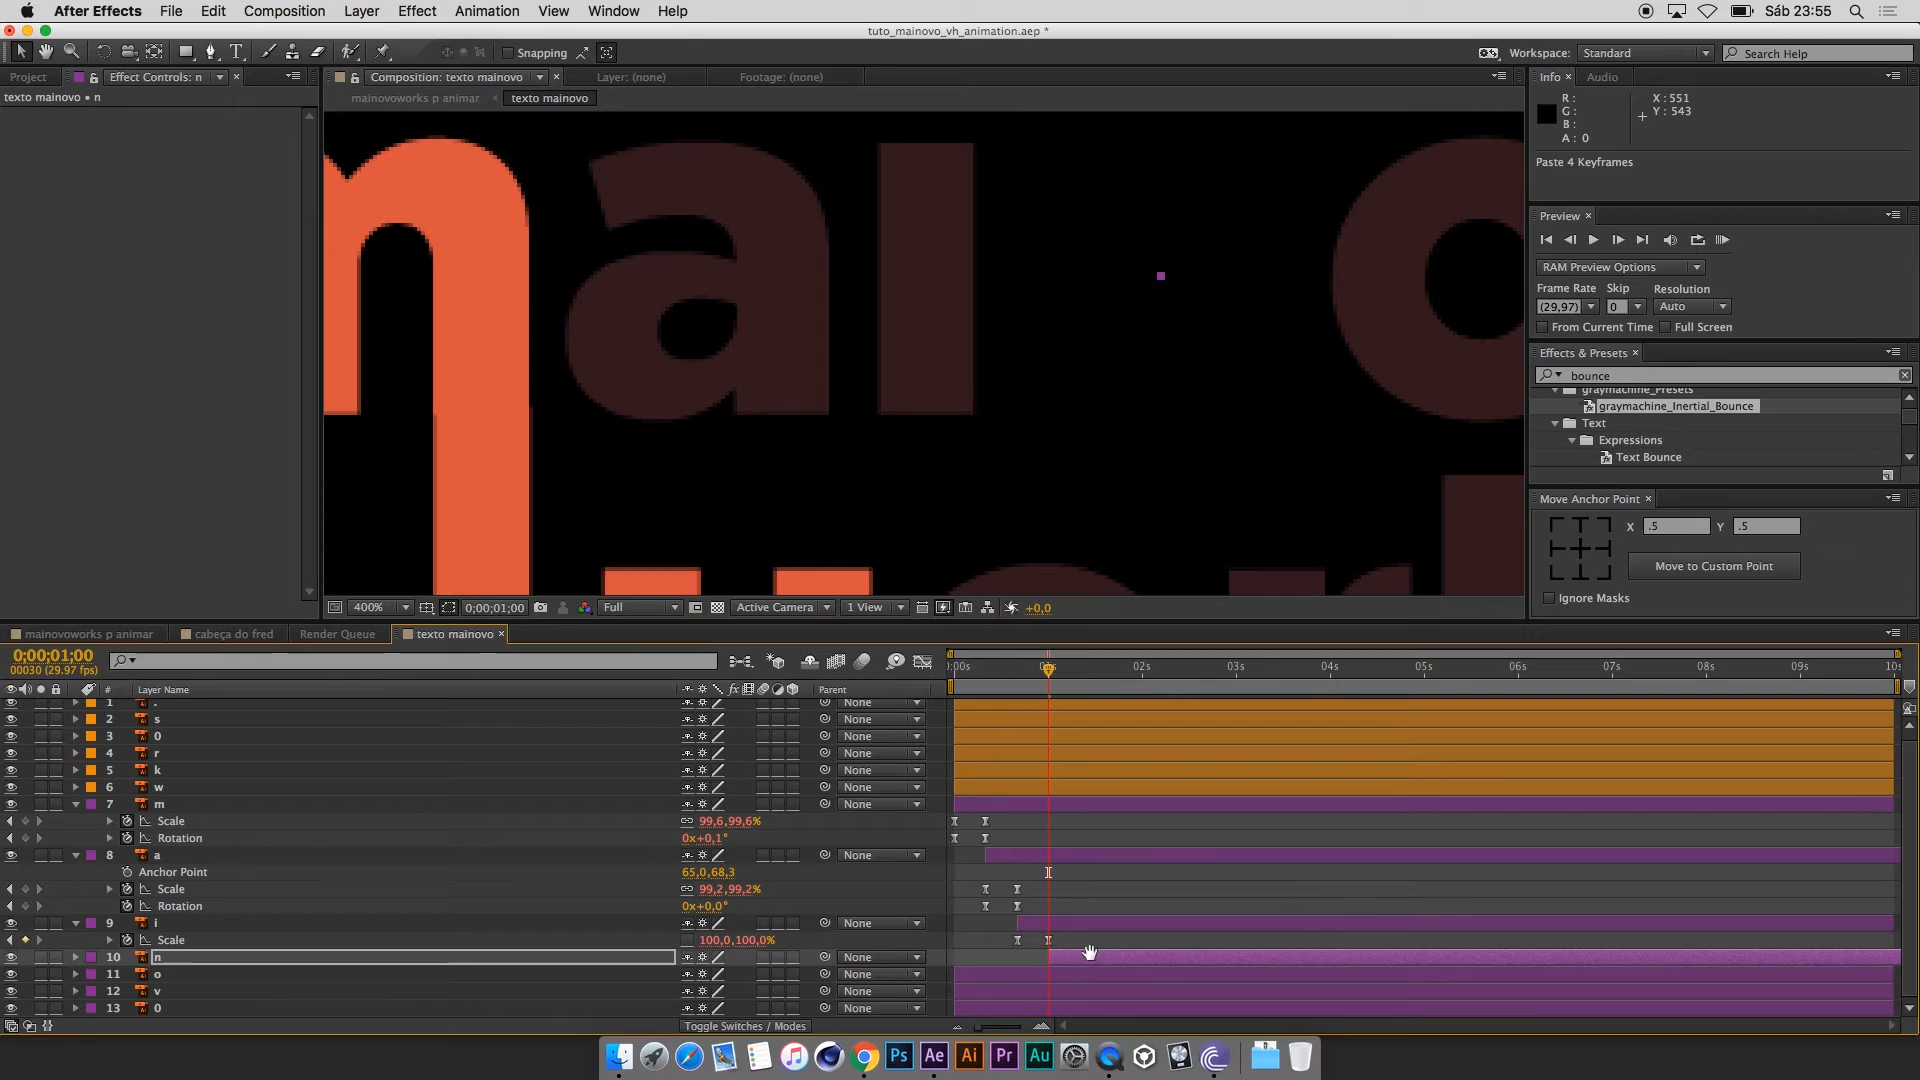 After Effects File Edit Composition Layer Effect Animation View Window Help Sáb 23:55
tuto_mainovo_vh_animation.aep *
Snapping Workspace: Standard Search Help
Project Effect Controls: n Composition: texto mainovo Layer: (none) Footage: (none) Info Audio
texto mainovo • n
mainovoworks p animar texto mainovo
R : X : 551
G : Y : 543
B :
A : 0
Paste 4 Keyframes
Preview
RAM Preview Options
Frame Rate Skip Resolution
(29,97) 0 Auto
From Current Time Full Screen
Effects & Presets
bounce
graymachine_Presets
graymachine_Inertial_Bounce
Text
Expressions
Text Bounce
Move Anchor Point
X .5 Y .5
Move to Custom Point
Ignore Masks
400% 0;00;01;00 Full Active Camera 1 View +0,0
mainovoworks p animar cabeça do fred Render Queue texto mainovo
0;00;01;00
00030 (29.97 fps)
:00s 02s 03s 04s 05s 06s 07s 08s 09s 10s
# Layer Name fx Parent
1 . None
2 s None
3 0 None
4 r None
5 k None
6 w None
7 m None
Scale 99,6,99,6%
Rotation 0x+0,1°
8 a None
Anchor Point 65,0,68,3
Scale 99,2,99,2%
Rotation 0x+0,0°
9 i None
Scale 100,0,100,0%
10 n None
11 o None
12 v None
13 0 None
Toggle Switches / Modes
Ps Ae Ai Pr Au